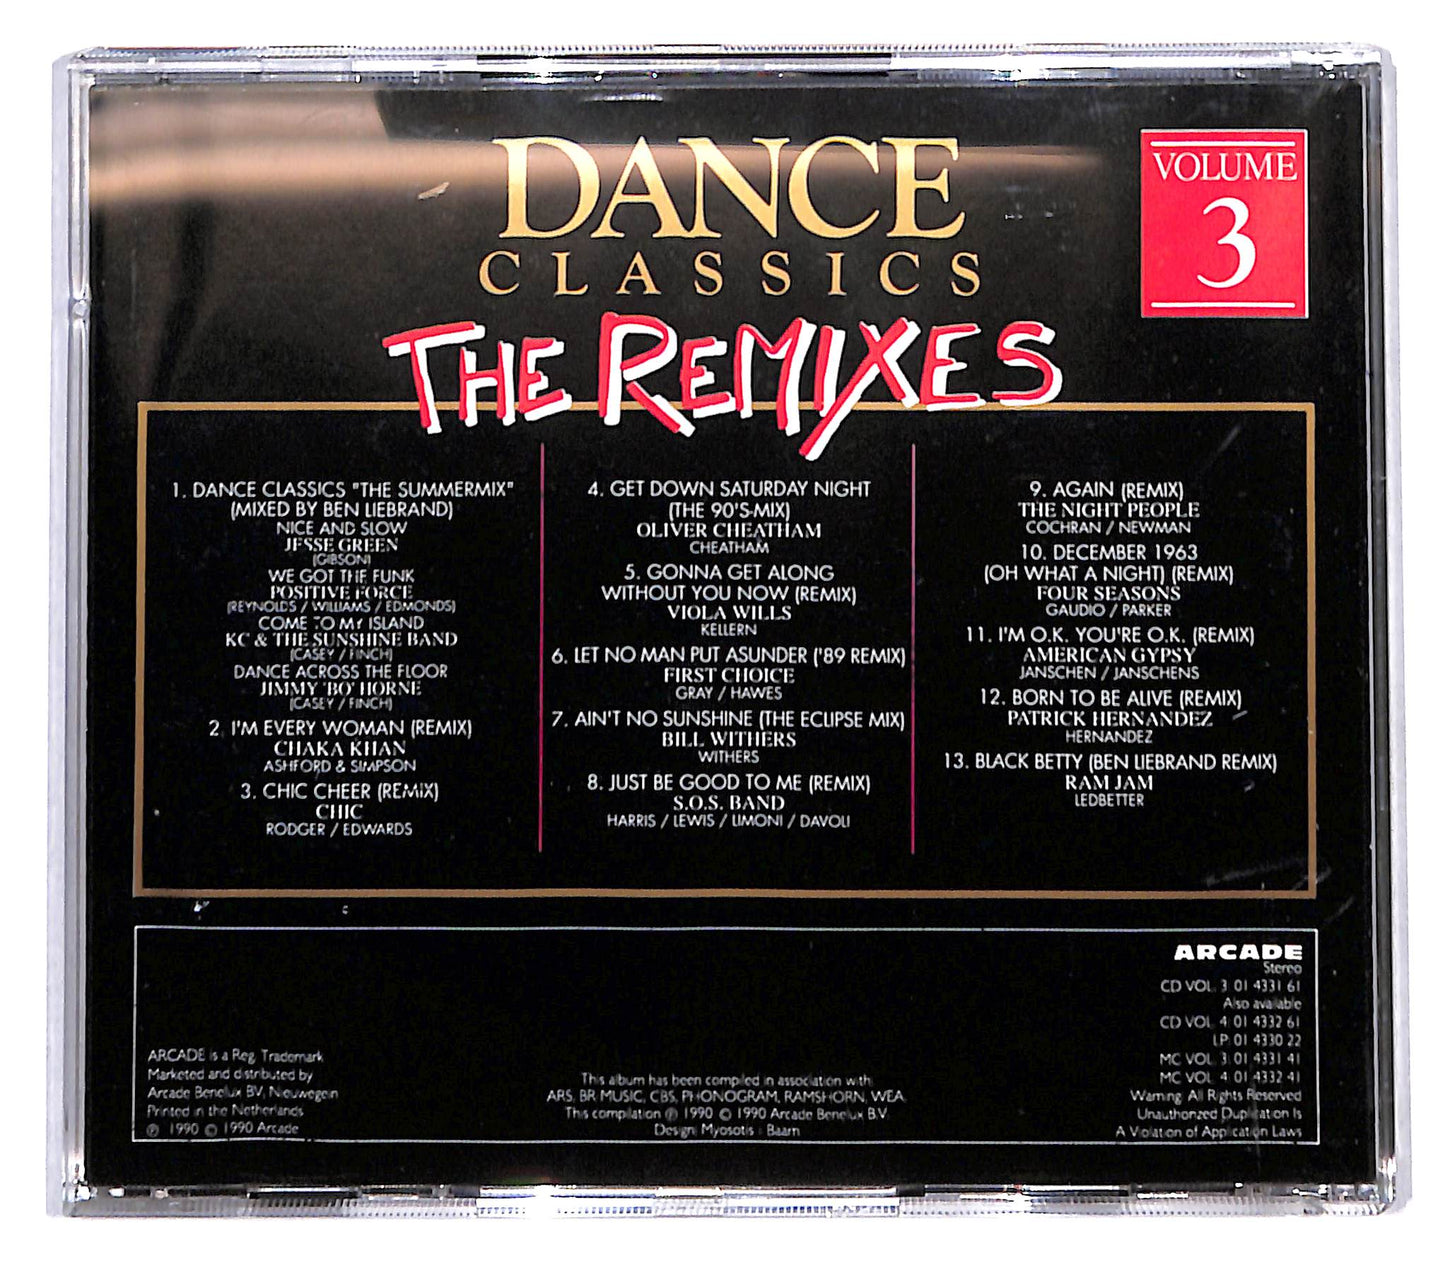 DANCE
CLASSICS
THE REMIXES
VOLUME
3
1. DANCE CLASSICS "THE SUMMERMIX"
(MIXED BY BEN LIEBRAND)
NICE AND SLOW
JESSE GREEN
(GIBSON)
WE GOT THE FUNK
POSITIVE FORCE
(REYNOLDS / WILLIAMS / EDMONDS)
COME TO MY ISLAND
KC & THE SUNSHINE BAND
(CASEY / FINCH)
DANCE ACROSS THE FLOOR
JIMMY 'BO' HORNE
(CASEY / FINCH)
2. I'M EVERY WOMAN (REMIX)
CHAKA KHAN
ASHFORD & SIMPSON
3. CHIC CHEER (REMIX)
CHIC
RODGER / EDWARDS
4. GET DOWN SATURDAY NIGHT
(THE 90'S-MIX)
OLIVER CHEATHAM
CHEATHAM
5. GONNA GET ALONG
WITHOUT YOU NOW (REMIX)
VIOLA WILLS
KELLERN
6. LET NO MAN PUT ASUNDER ('89 REMIX)
FIRST CHOICE
GRAY / HAWES
7. AIN'T NO SUNSHINE (THE ECLIPSE MIX)
BILL WITHERS
WITHERS
8. JUST BE GOOD TO ME (REMIX)
S.O.S. BAND
HARRIS / LEWIS / LIMONI / DAVOLI
9. AGAIN (REMIX)
THE NIGHT PEOPLE
COCHRAN / NEWMAN
10. DECEMBER 1963
(OH WHAT A NIGHT) (REMIX)
FOUR SEASONS
GAUDIO / PARKER
11. I'M O.K. YOU'RE O.K. (REMIX)
AMERICAN GYPSY
JANSCHEN / JANSCHENS
12. BORN TO BE ALIVE (REMIX)
PATRICK HERNANDEZ
HERNANDEZ
13. BLACK BETTY (BEN LIEBRAND REMIX)
RAM JAM
LEDBETTER
ARCADE is a Reg. Trademark
Marketed and distributed by
Arcade Benelux BV, Nieuwegein
Printed in the Netherlands
℗ 1990 © 1990 Arcade
This album has been compiled in association with:
ARS, BR MUSIC, CBS, PHONOGRAM, RAMSHORN, WEA
This compilation ℗ 1990 © 1990 Arcade Benelux B.V.
Design: Myosotis - Baarn
ARCADE
Stereo
CD VOL. 3: 01 4331 61
Also available
CD VOL. 4: 01 4332 61
LP: 01 4330 22
MC VOL. 3: 01 4331 41
MC VOL. 4: 01 4332 41
Warning: All Rights Reserved
Unauthorized Duplication Is
A Violation of Application Laws